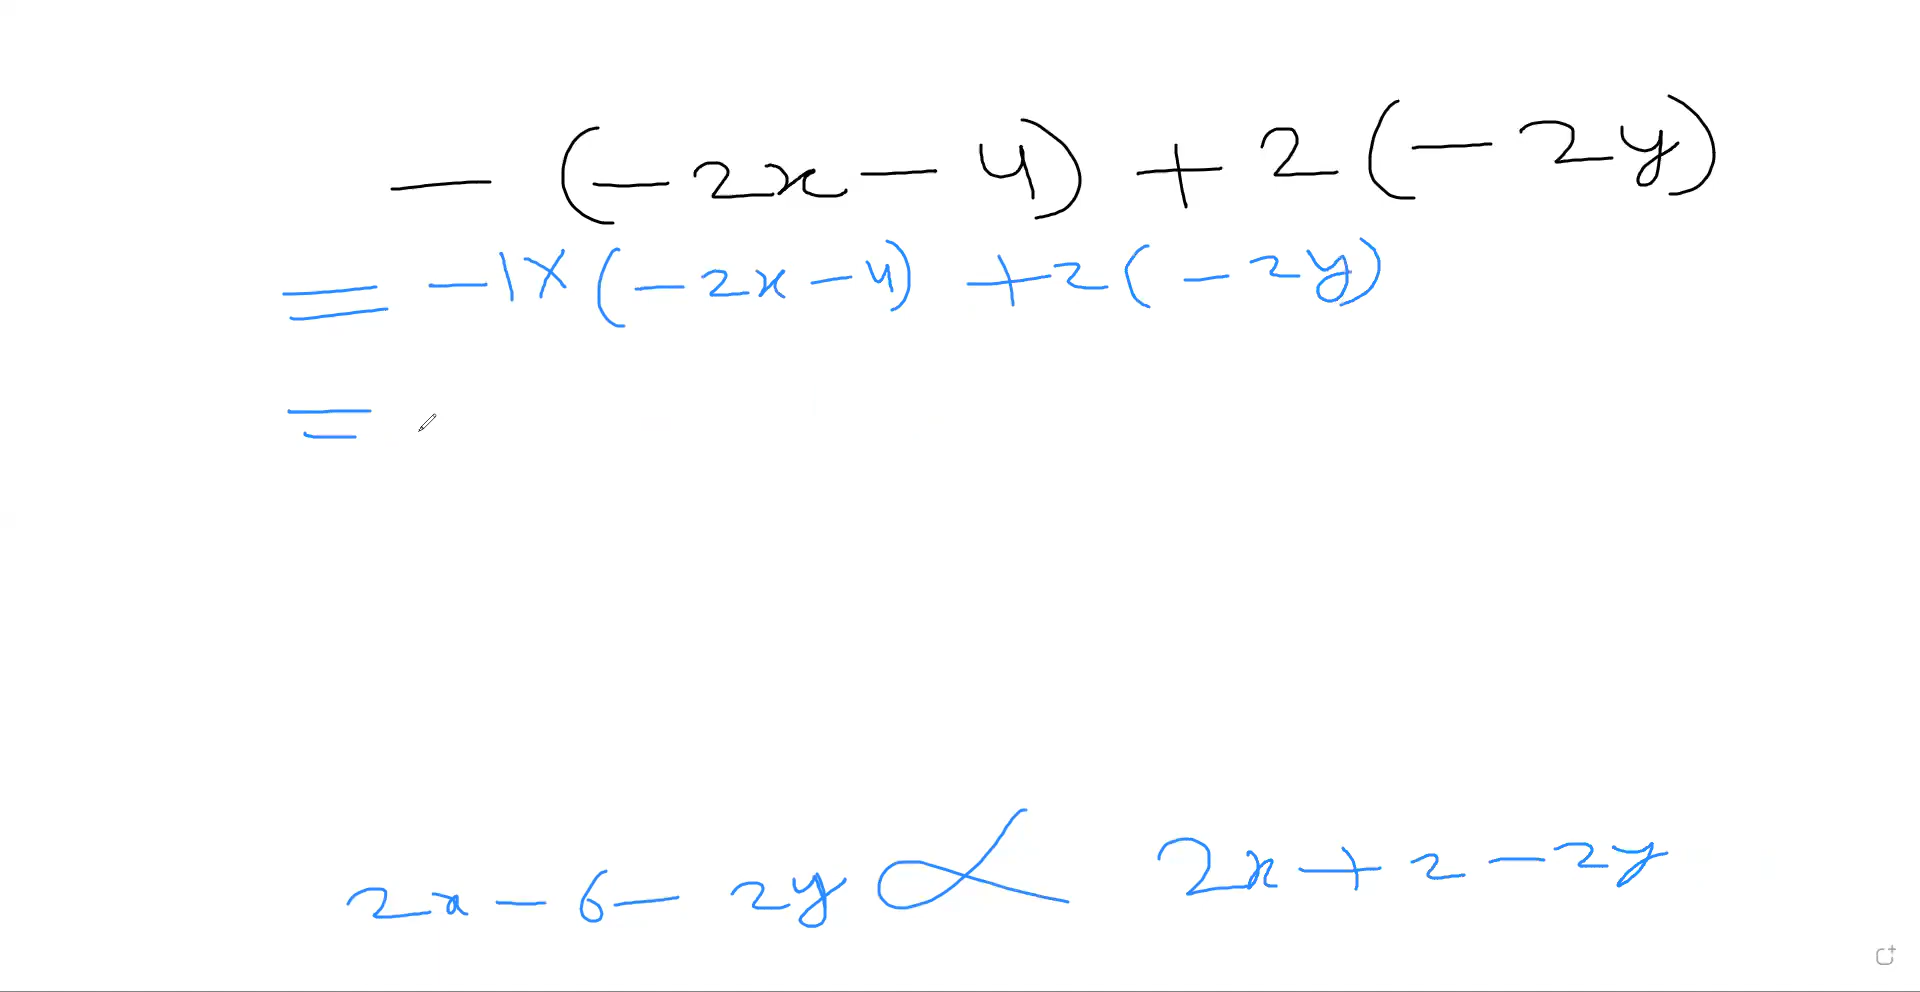 - (-2x-4) + 2(-2y)
= -1×(-2x-4) +2(-2y)
=
2x-6-2y α 2x+2-2y